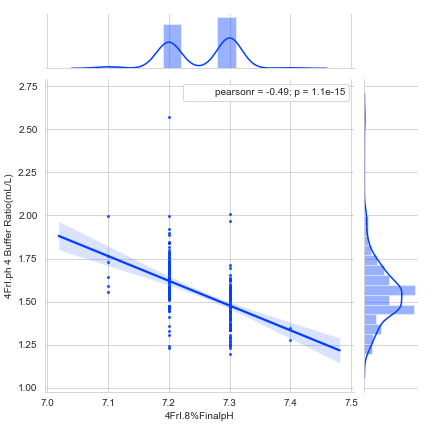 pearsonr = -0.49; p = 1.1e-15
2.75
2.50
2.25
2.00
1.75
1.50
1.25
1.00
4Frl.ph 4 Buffer Ratio(mL/L)
7.0 7.1 7.2 7.3 7.4 7.5
4Frl.8%FinalpH